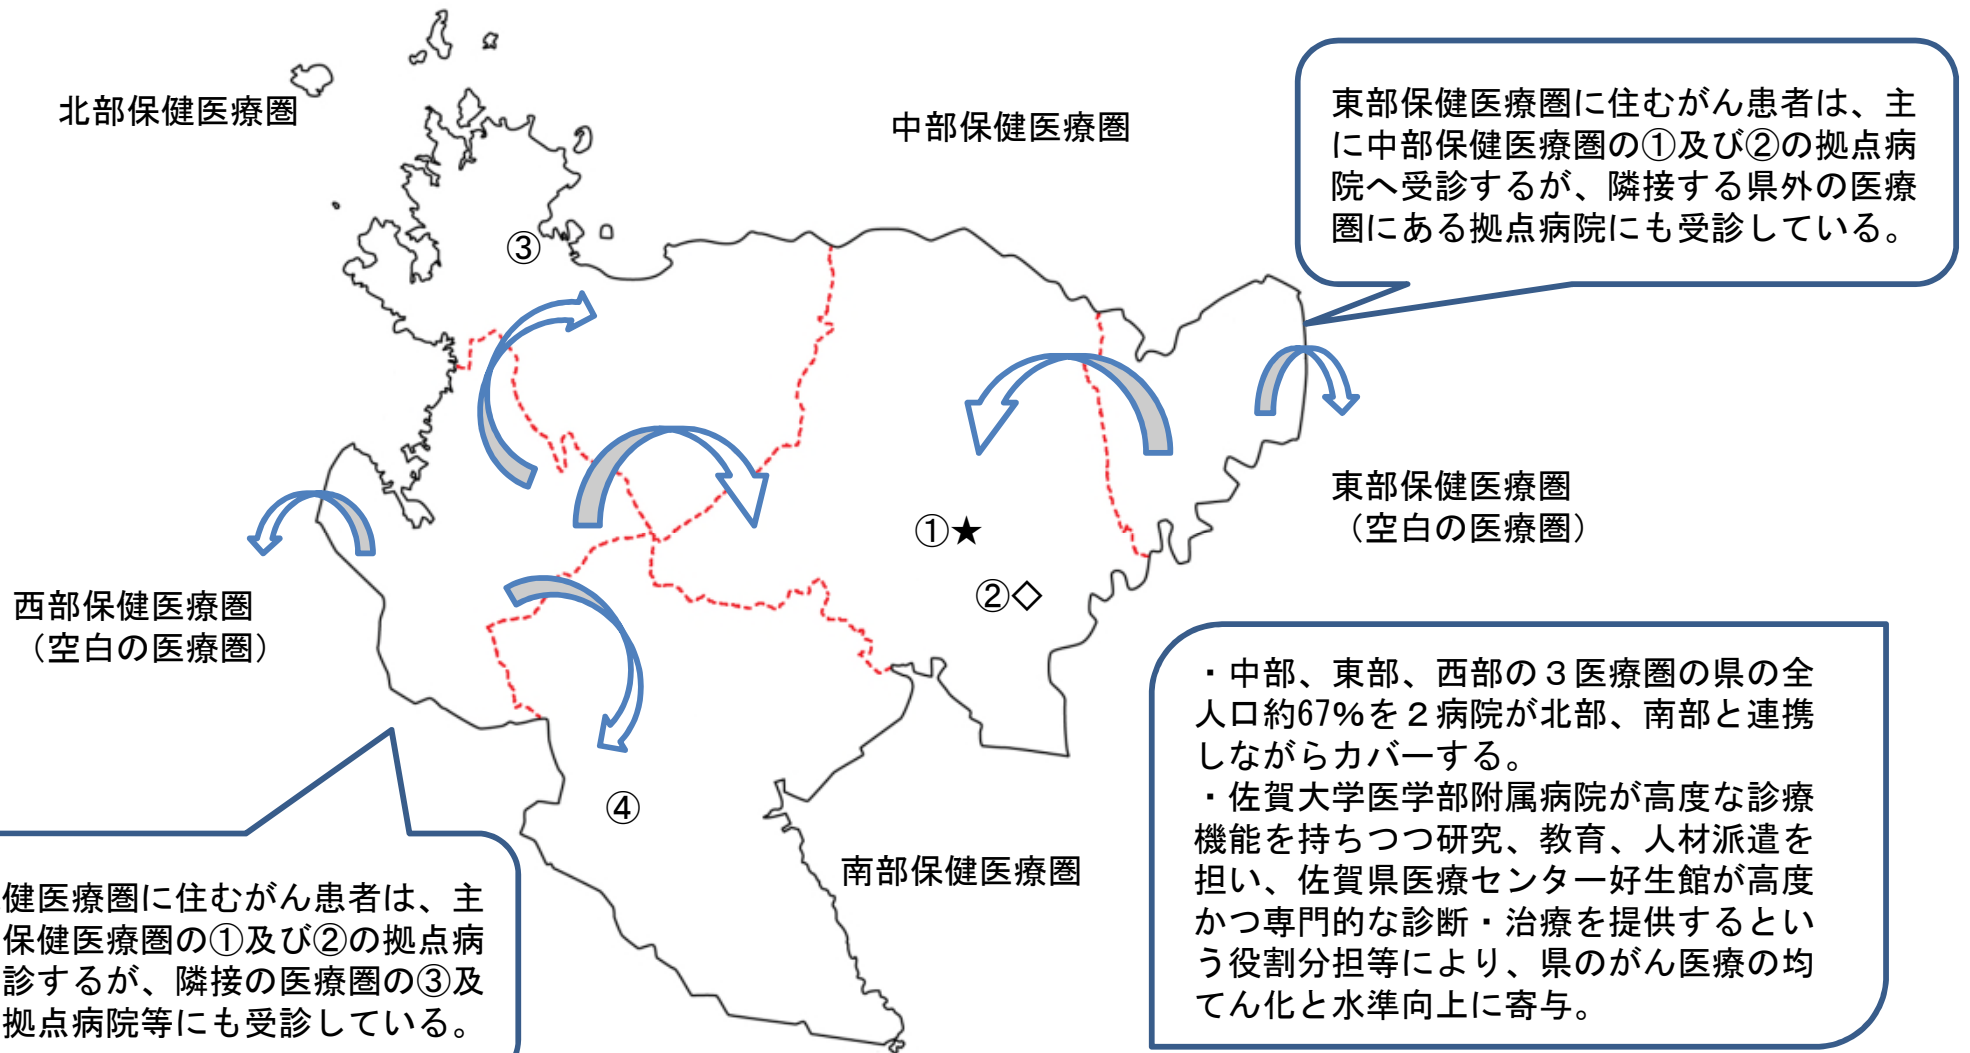 北部保健医療圏
中部保健医療圏
東部保健医療圏に住むがん患者は、主
に中部保健医療圏の①及び②の拠点病
院へ受診するが、隣接する県外の医療
圏にある拠点病院にも受診している。
③
①★
②◇
東部保健医療圏
（空白の医療圏）
西部保健医療圏
（空白の医療圏）
④
南部保健医療圏
・中部、東部、西部の３医療圏の県の全
人口約67%を２病院が北部、南部と連携
しながらカバーする。
・佐賀大学医学部附属病院が高度な診療
機能を持ちつつ研究、教育、人材派遣を
担い、佐賀県医療センター好生館が高度
かつ専門的な診断・治療を提供するとい
う役割分担等により、県のがん医療の均
てん化と水準向上に寄与。
健医療圏に住むがん患者は、主
保健医療圏の①及び②の拠点病
診するが、隣接の医療圏の③及
拠点病院等にも受診している。